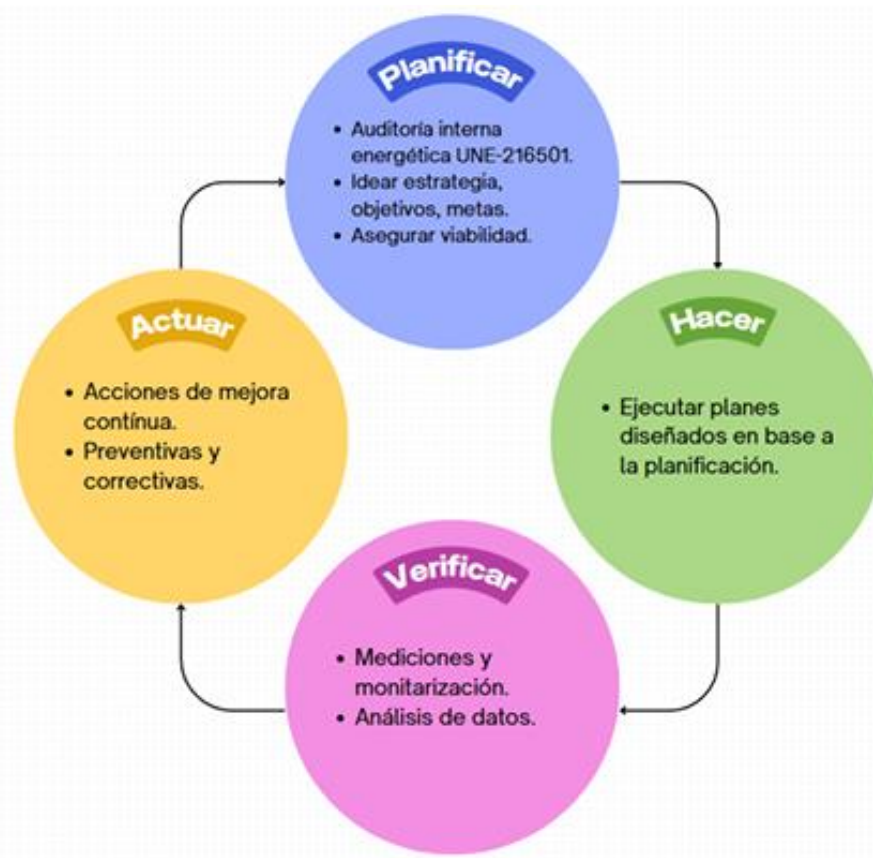 Planificar
• Auditoría interna
energética UNE-216501.
• Idear estrategia,
objetivos, metas.
• Asegurar viabilidad.
Hacer
• Ejecutar planes
diseñados en base a
la planificación.
Verificar
• Mediciones y
monitarización.
• Análisis de datos.
Actuar
• Acciones de mejora
contínua.
• Preventivas y
correctivas.